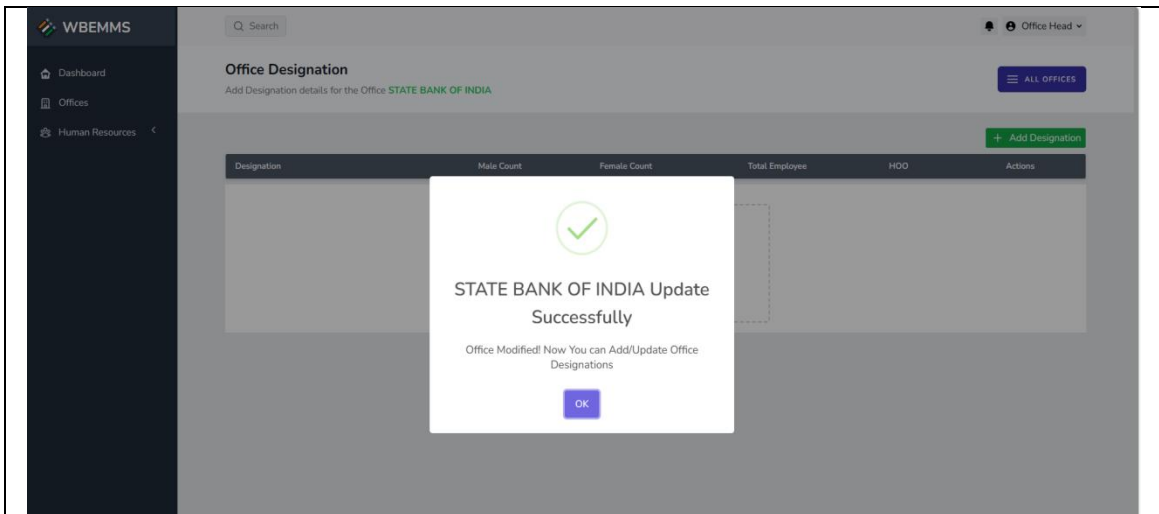 WBEMMS
Search
Office Head
Dashboard
Offices
Human Resources
Office Designation
Add Designation details for the Office STATE BANK OF INDIA
ALL OFFICES
+ Add Designation
Designation Male Count Female Count Total Employee HOO Actions
STATE BANK OF INDIA Update
Successfully
Office Modified! Now You can Add/Update Office
Designations
OK